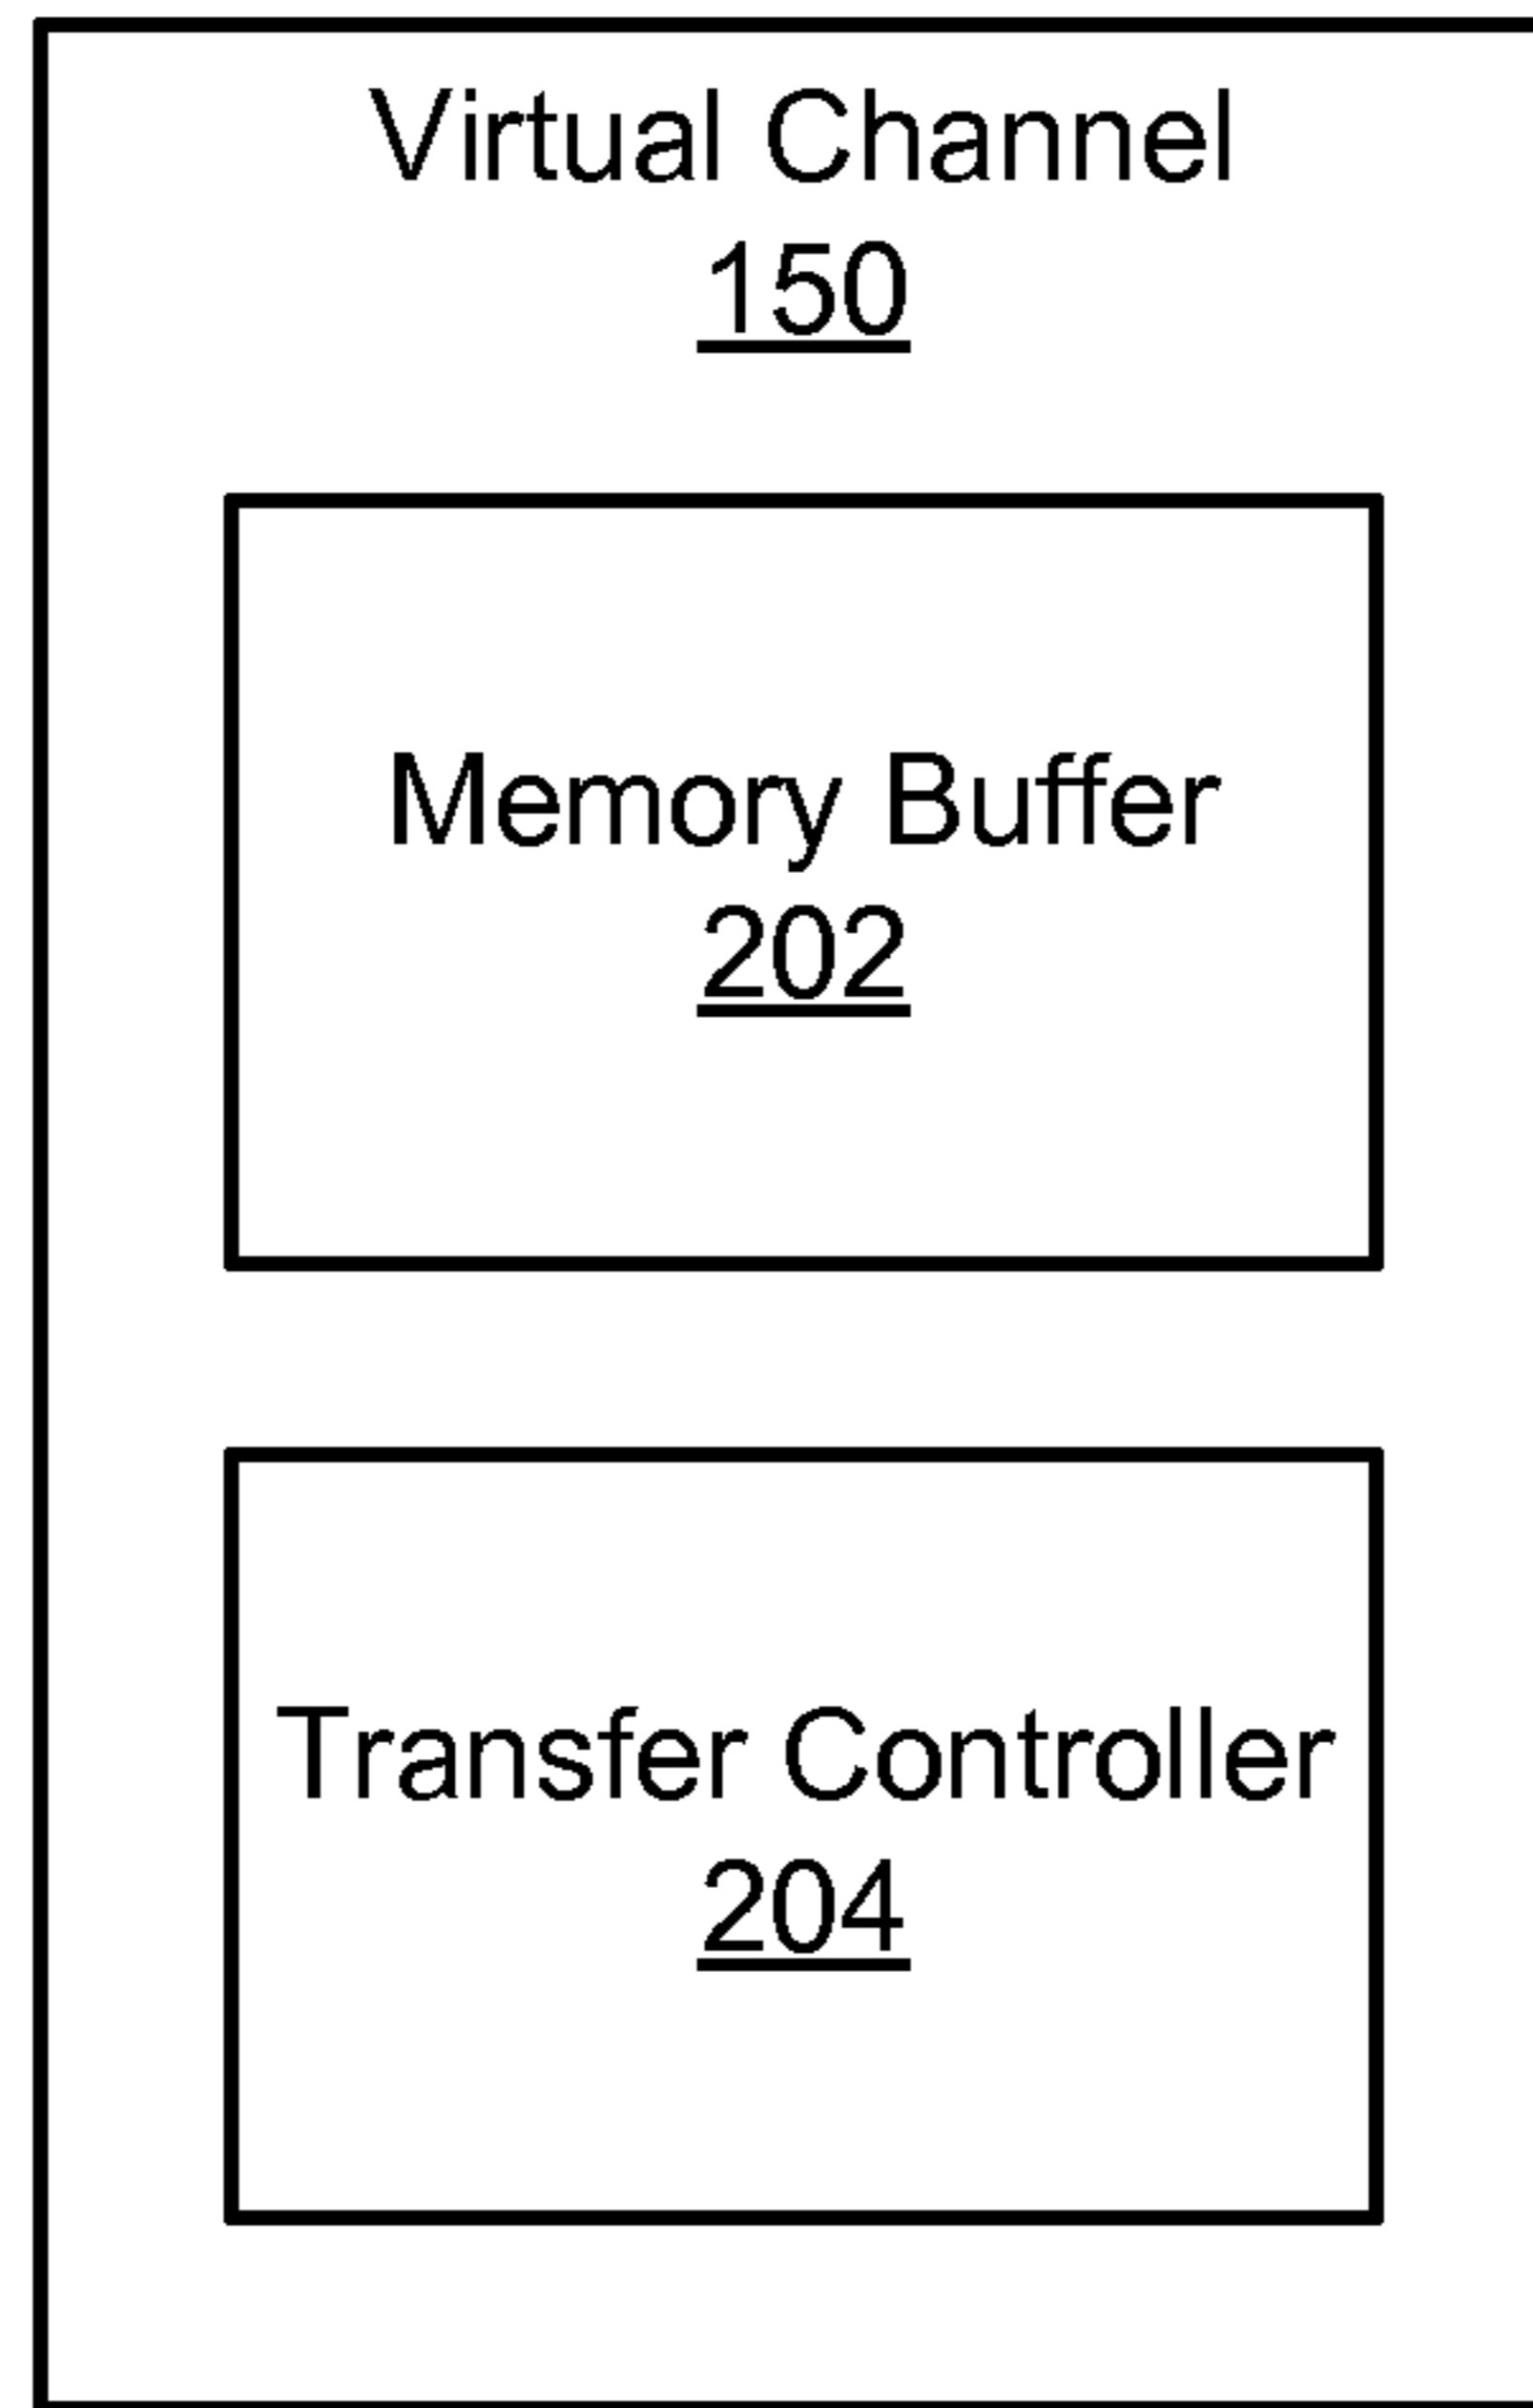 Virtual Channel
150
Memory Buffer
202
Transfer Controller
204